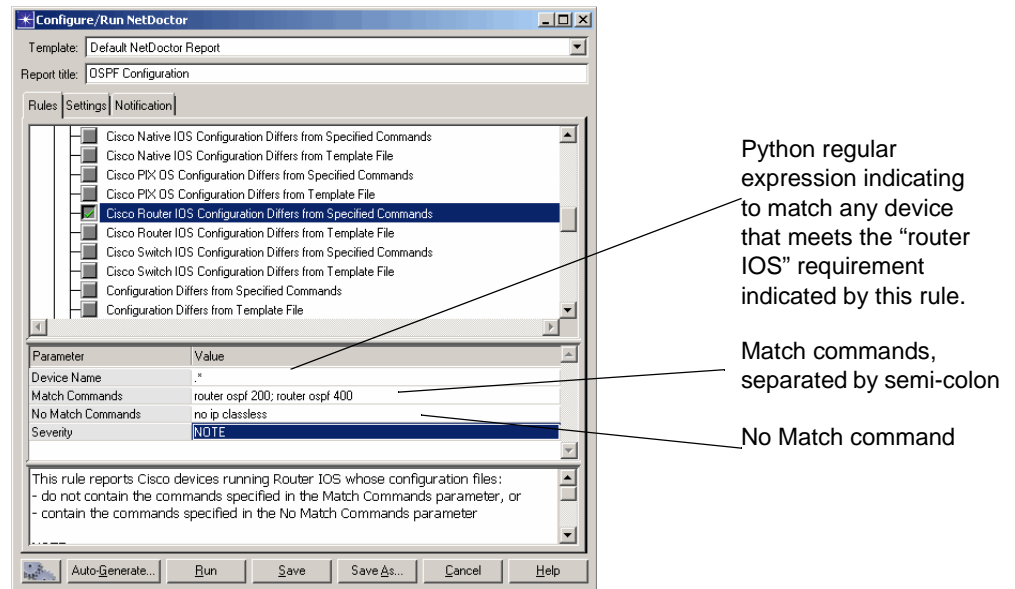 Configure/Run NetDoctor
Template: Default NetDoctor Report
Report title: OSPF Configuration
Rules Settings Notification
Cisco Native IOS Configuration Differs from Specified Commands
Cisco Native IOS Configuration Differs from Template File
Cisco PIX OS Configuration Differs from Specified Commands
Cisco PIX OS Configuration Differs from Template File
Cisco Router IOS Configuration Differs from Specified Commands
Cisco Router IOS Configuration Differs from Template File
Cisco Switch IOS Configuration Differs from Specified Commands
Cisco Switch IOS Configuration Differs from Template File
Configuration Differs from Specified Commands
Configuration Differs from Template File
Parameter Value
Device Name .*
Match Commands router ospf 200; router ospf 400
No Match Commands no ip classless
Severity NOTE
This rule reports Cisco devices running Router IOS whose configuration files:
- do not contain the commands specified in the Match Commands parameter, or
- contain the commands specified in the No Match Commands parameter
Auto-Generate... Run Save Save As... Cancel Help
Python regular
expression indicating
to match any device
that meets the “router
IOS” requirement
indicated by this rule.
Match commands,
separated by semi-colon
No Match command